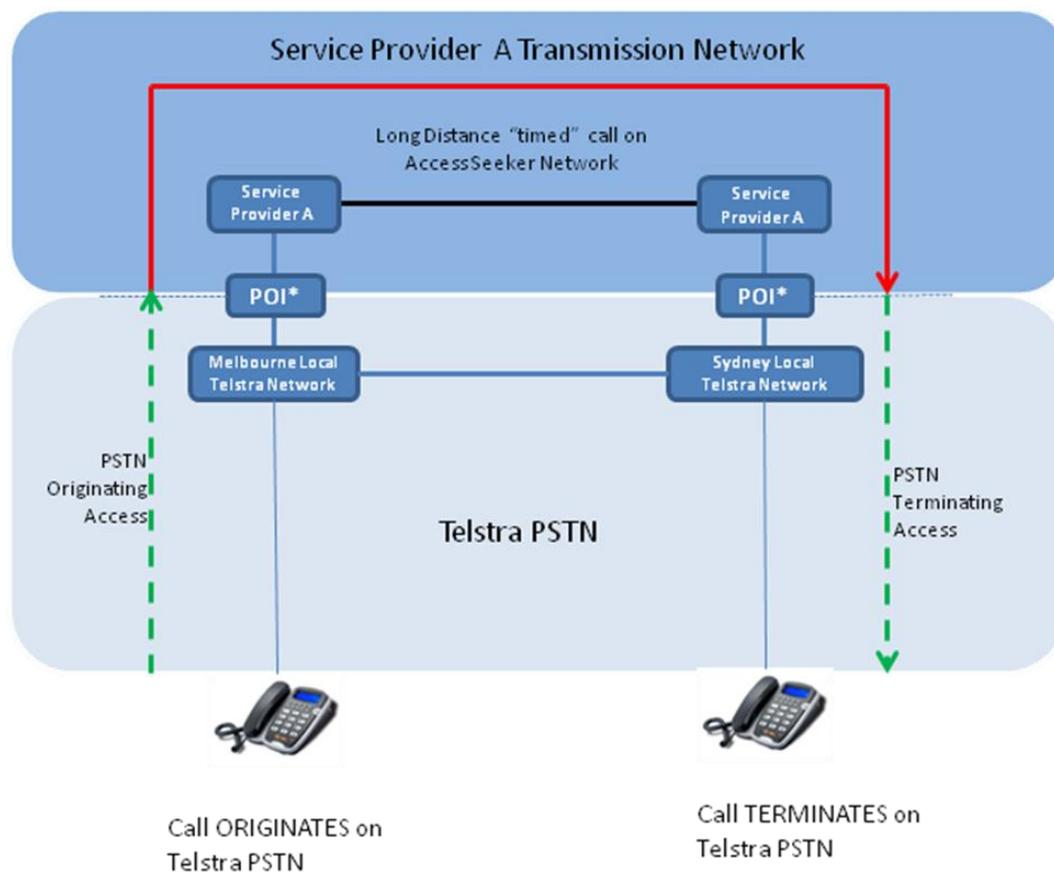 Service Provider A Transmission Network
Long Distance "timed" call on
AccessSeeker Network
Service
Provider A
Service
Provider A
POI*
POI*
Melbourne Local
Telstra Network
Sydney Local
Telstra Network
PSTN
Originating
Access
PSTN
Terminating
Access
Telstra PSTN
Call ORIGINATES on
Telstra PSTN
Call TERMINATES on
Telstra PSTN